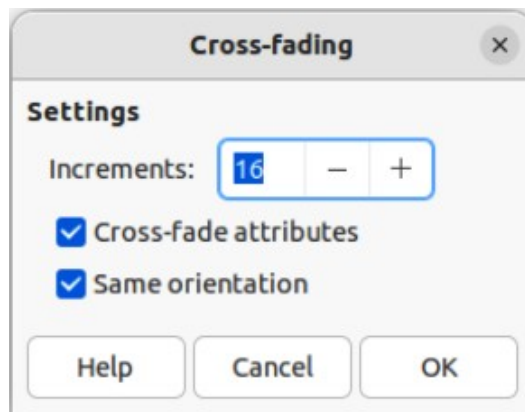 Cross-fading
Settings
Increments: 16
Cross-fade attributes
Same orientation
Help Cancel OK